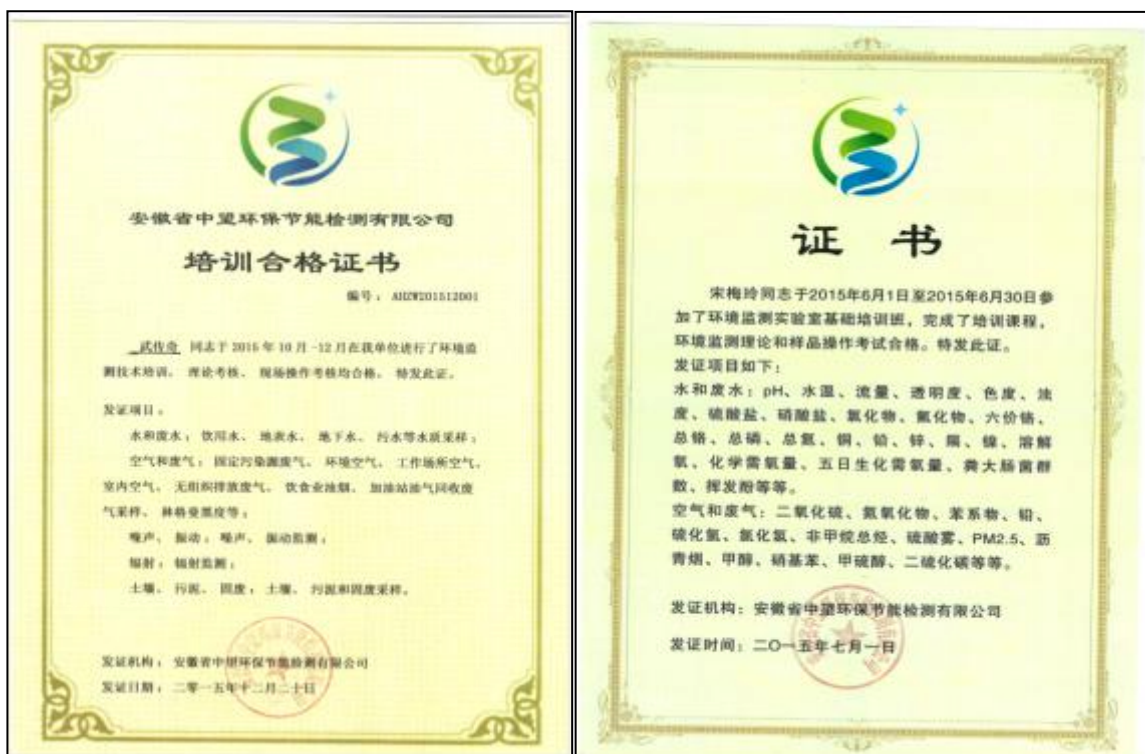 安徽省中望环保节能检测有限公司
培训合格证书
编号：AHZW201512001
武传奇 同志于 2015 年 10 月-12 月在我单位进行了环境监
测技术培训，理论考核、现场操作考核均合格，特发此证。
发证项目。
水和废水：饮用水、地表水、地下水、污水等水质采样；
空气和废气：固定污染源废气、环境空气、工作场所空气、
室内空气、无组织排放废气、饮食业油烟、加油站油气回收废
气采样、林格曼黑度等；
噪声、振动：噪声、振动监测；
辐射：辐射监测；
土壤、污泥、固废：土壤、污泥和固废采样。
发证机构：安徽省中望环保节能检测有限公司
发证日期：二零一五年十二月二十日
证 书
宋梅玲同志于2015年6月1日至2015年6月30日参
加了环境监测实验室基础培训班，完成了培训课程，
环境监测理论和样品操作考试合格。特发此证。
发证项目如下：
水和废水：pH、水温、流量、透明度、色度、浊
度、硫酸盐、硝酸盐、氯化物、氟化物、六价铬、
总铬、总磷、总氮、铜、铅、锌、镉、镍、溶解
氧、化学需氧量、五日生化需氧量、粪大肠菌群
数、挥发酚等等。
空气和废气：二氧化硫、氮氧化物、苯系物、铅、
硫化氢、氯化氢、非甲烷总烃、硫酸雾、PM2.5、沥
青烟、甲醇、硝基苯、甲硫醇、二硫化碳等等。
发证机构：安徽省中望环保节能检测有限公司
发证时间：二〇一五年七月一日